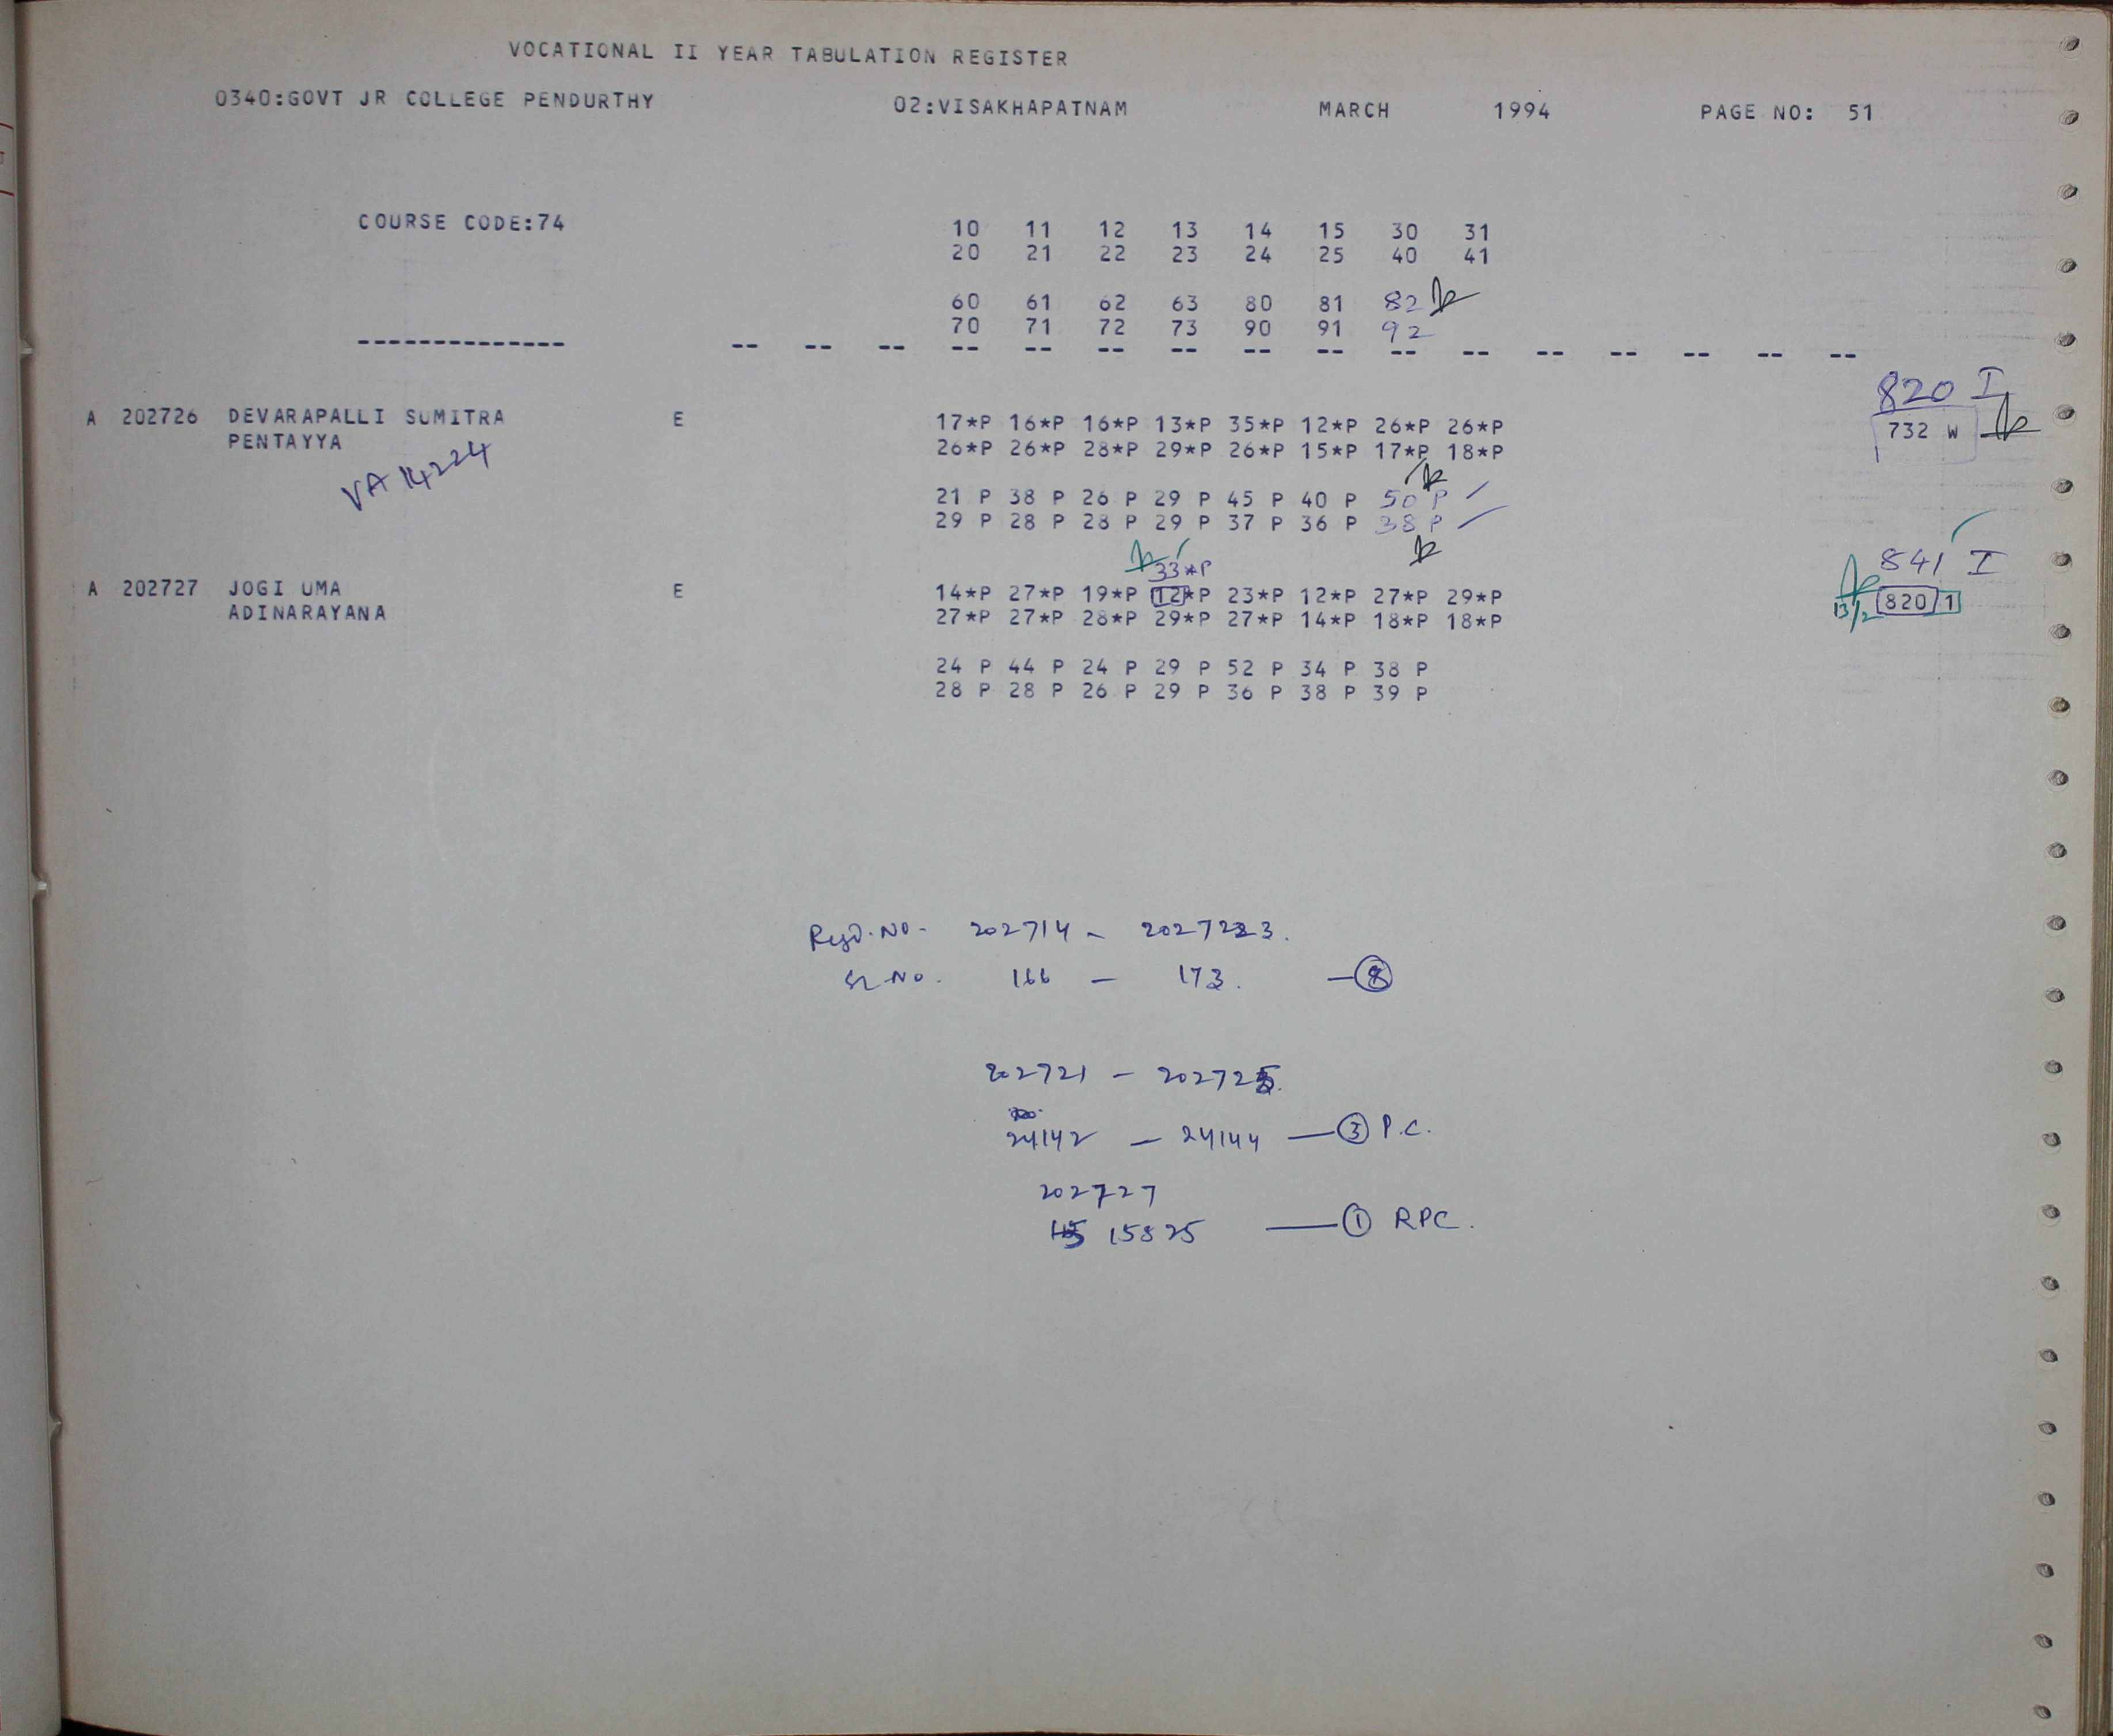 VOCATIONAL II YEAR TABULATION REGISTER
0340:GOVT JR COLLEGE PENDURTHY 02:VISAKHAPATNAM MARCH 1994 PAGE NO: 51
COURSE CODE:74 10 11 12 13 14 15 30 31
20 21 22 23 24 25 40 41
60 61 62 63 80 81 82
70 71 72 73 90 91 92
-------------- -- -- -- -- -- -- -- -- -- -- -- -- -- -- -- --
820 I
A 202726 DEVARAPALLI SUMITRA E 17*P 16*P 16*P 13*P 35*P 12*P 26*P 26*P 732 W
PENTAYYA 26*P 26*P 28*P 29*P 26*P 15*P 17*P 18*P
VA 14224
21 P 38 P 26 P 29 P 45 P 40 P 50 P
29 P 28 P 28 P 29 P 37 P 36 P 38 P
33*P 841 I
A 202727 JOGI UMA E 14*P 27*P 19*P 12*P 23*P 12*P 27*P 29*P 820 1
ADINARAYANA 27*P 27*P 28*P 29*P 27*P 14*P 18*P 18*P 13/2
24 P 44 P 24 P 29 P 52 P 34 P 38 P
28 P 28 P 26 P 29 P 36 P 38 P 39 P
Regd.No. 202714 -
Sl.No. 166 - 173. - 8
202721 - 202725.
24142 - 24144 - 3 P.C.
202727
15825 - 1 RPC.